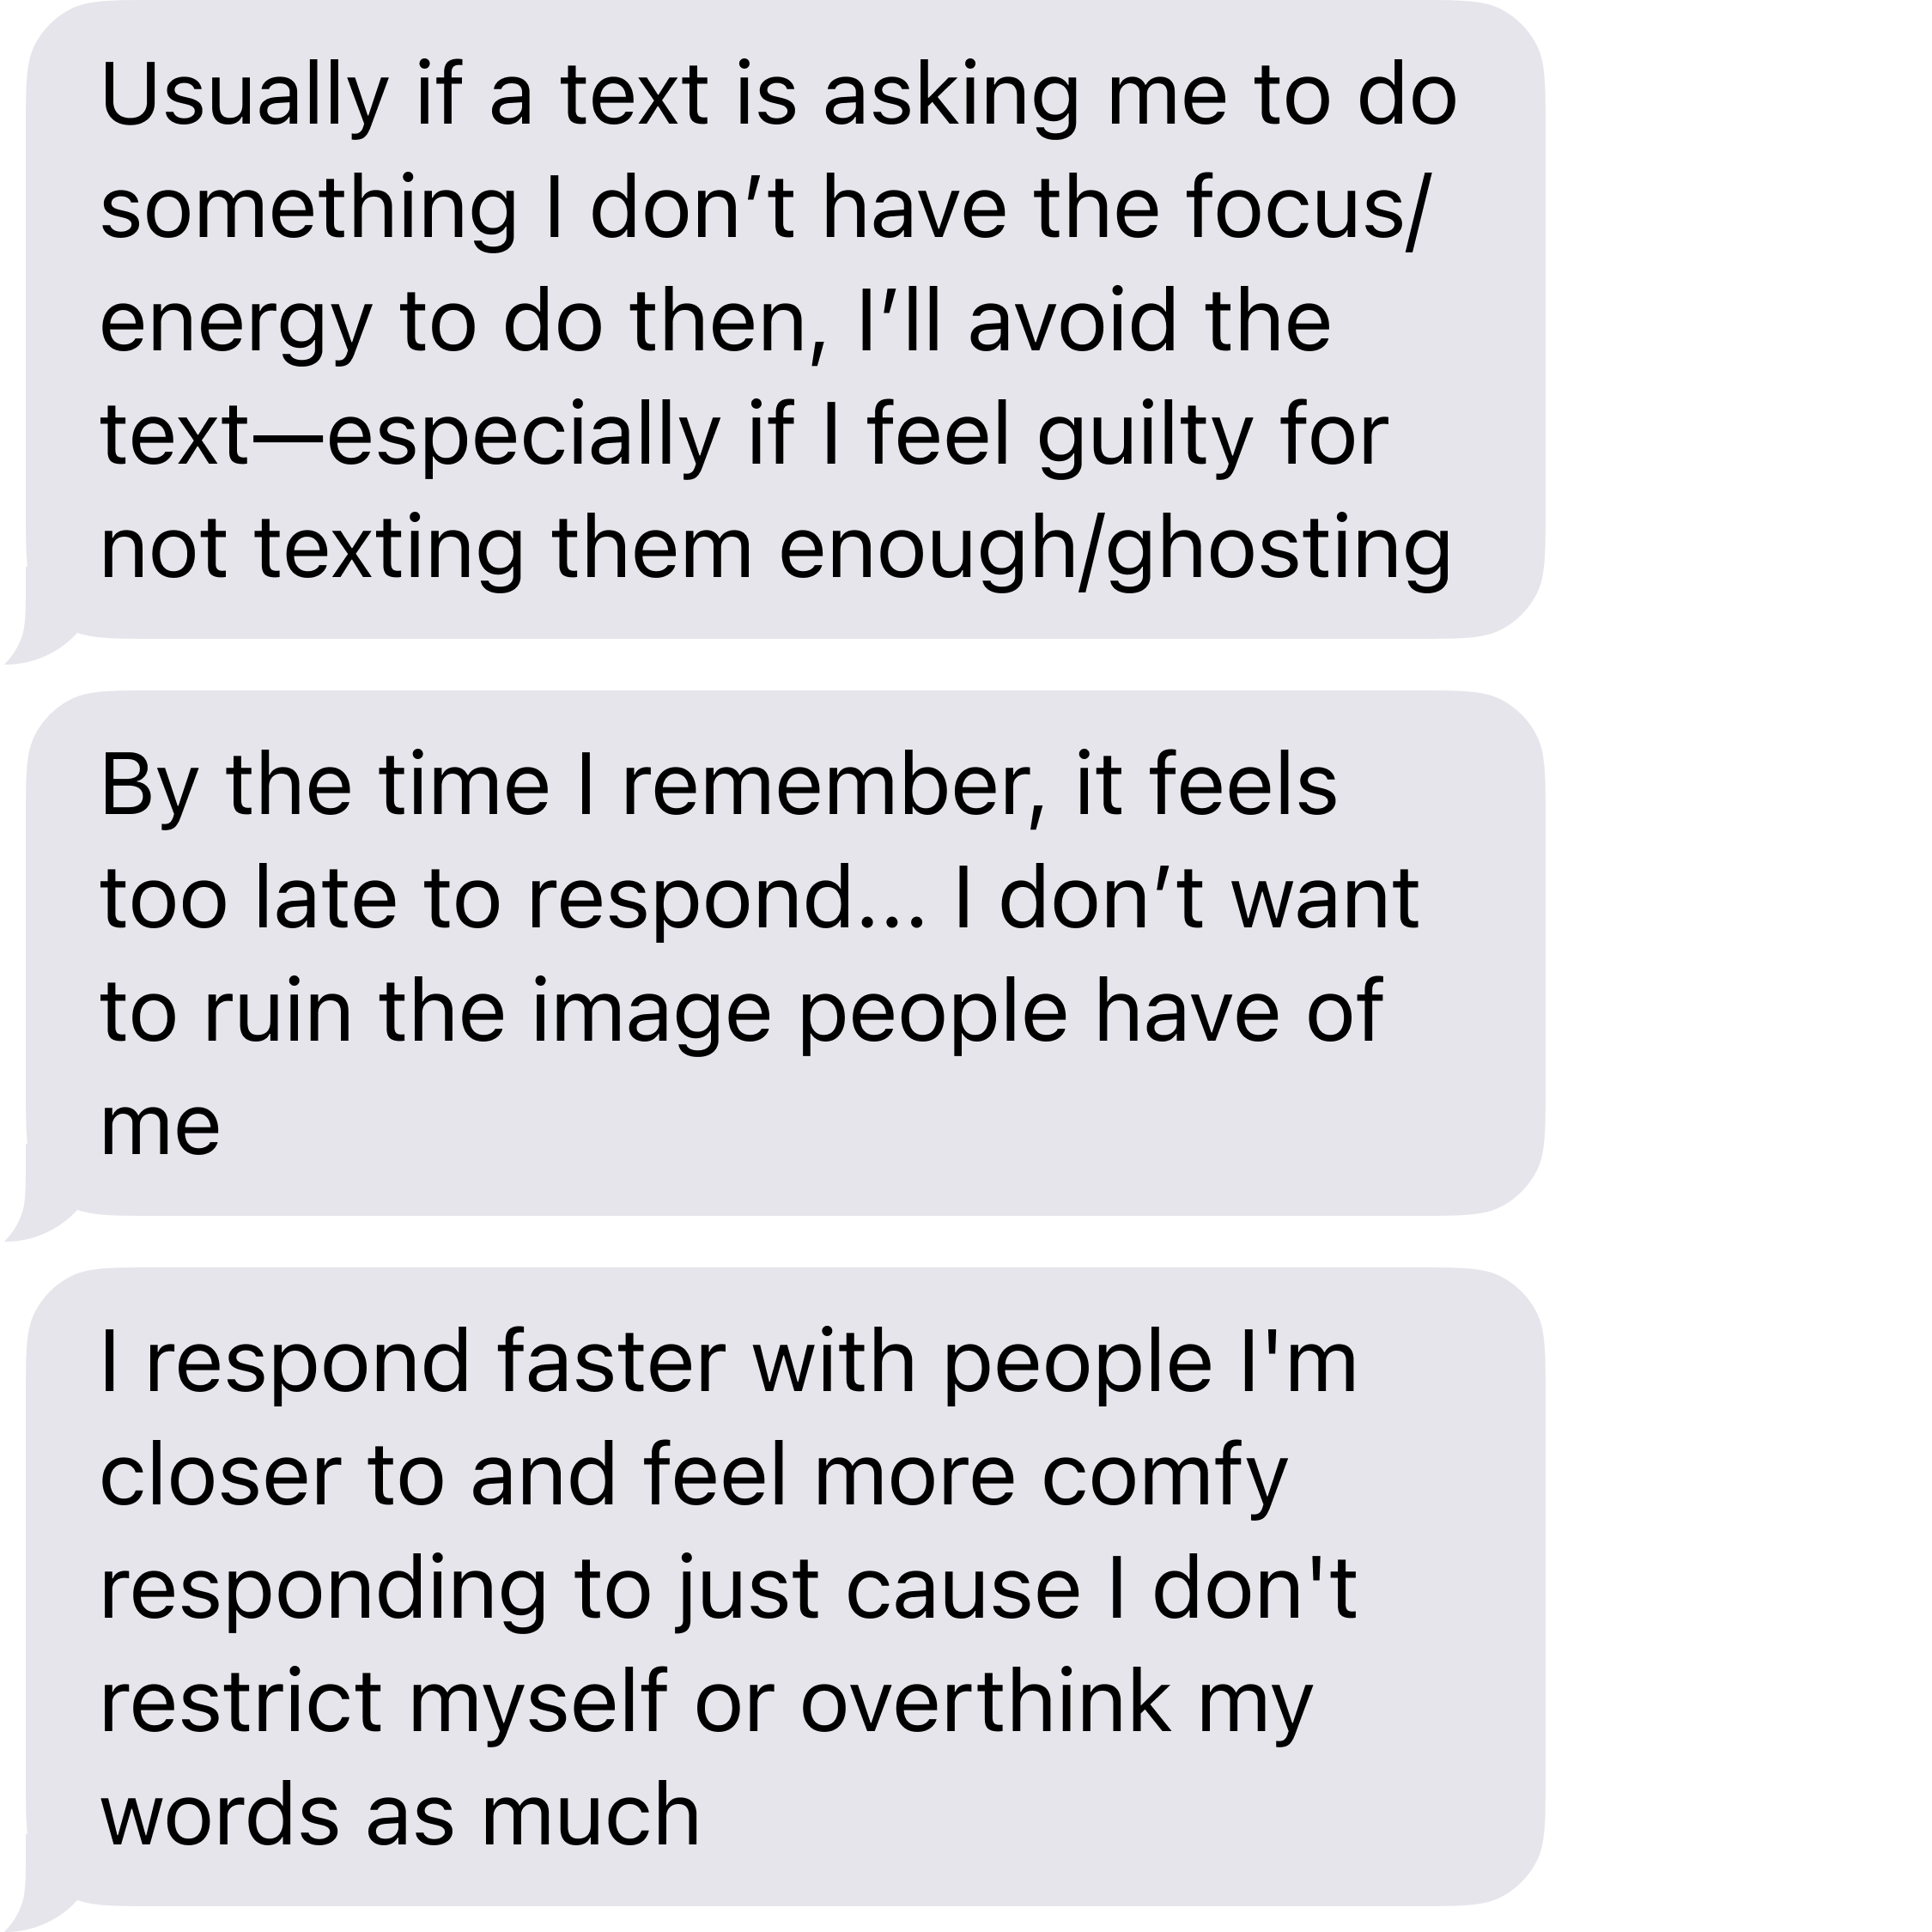 Usually if a text is asking me to do
something I don’t have the focus/
energy to do then, I’ll avoid the
text—especially if I feel guilty for
not texting them enough/ghosting
By the time I remember, it feels
too late to respond... I don’t want
to ruin the image people have of
me
I respond faster with people I'm
closer to and feel more comfy
responding to just cause I don't
restrict myself or overthink my
words as much